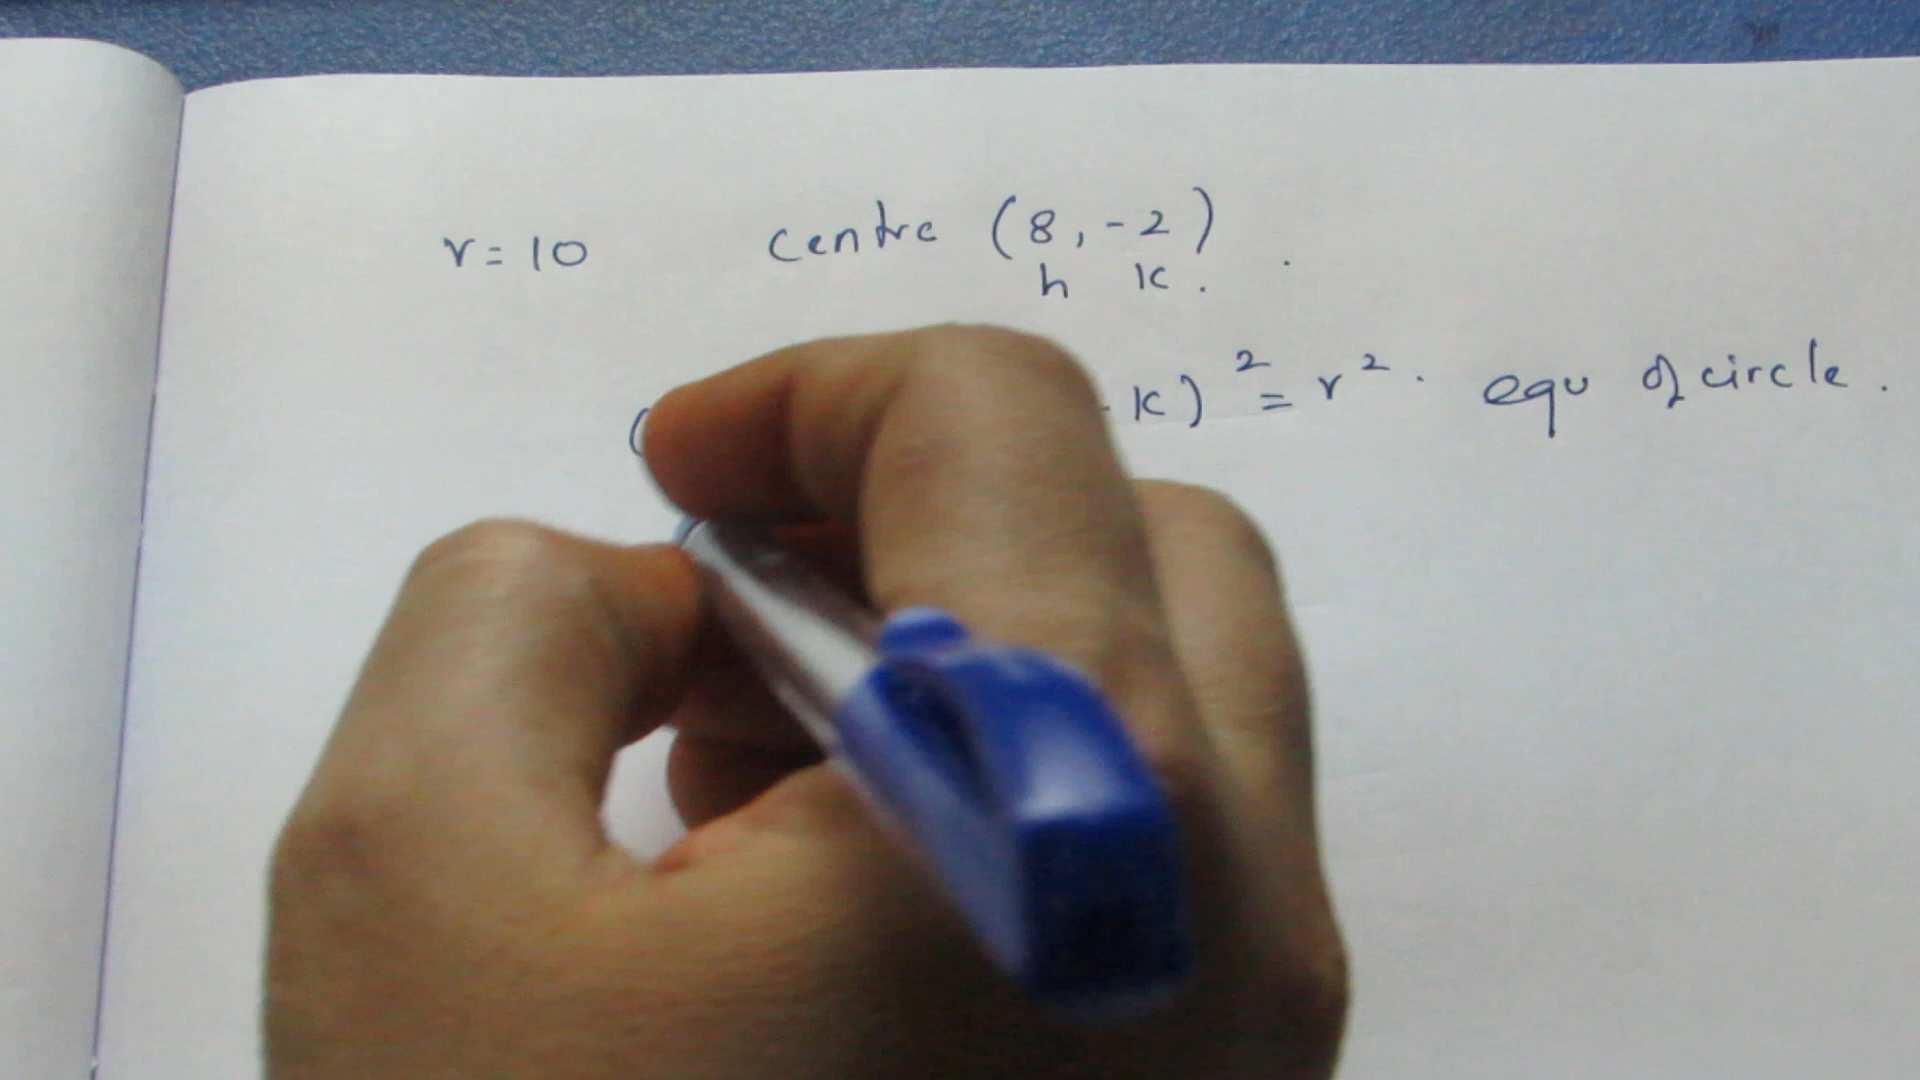 r = 10 Centre (8, -2)
h k.
( - k)² = r². equ of circle.